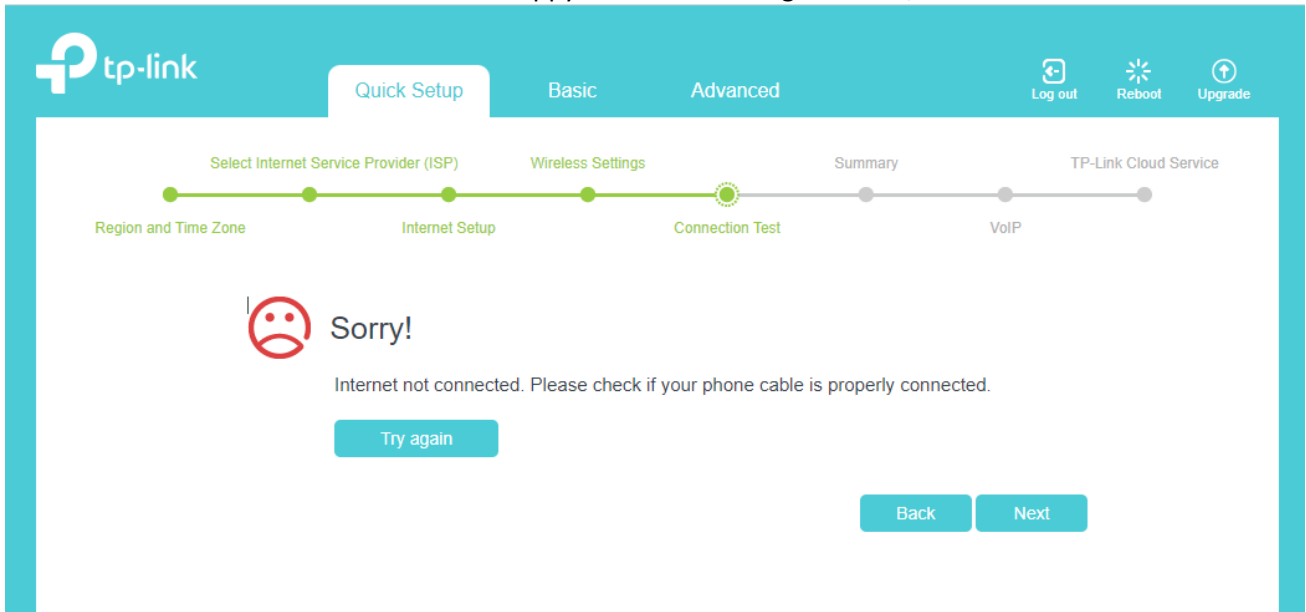 tp-link
Quick Setup Basic Advanced
Log out Reboot Upgrade
Select Internet Service Provider (ISP) Wireless Settings Summary TP-Link Cloud Service
Region and Time Zone Internet Setup Connection Test VoIP
Sorry!
Internet not connected. Please check if your phone cable is properly connected.
Try again
Back Next